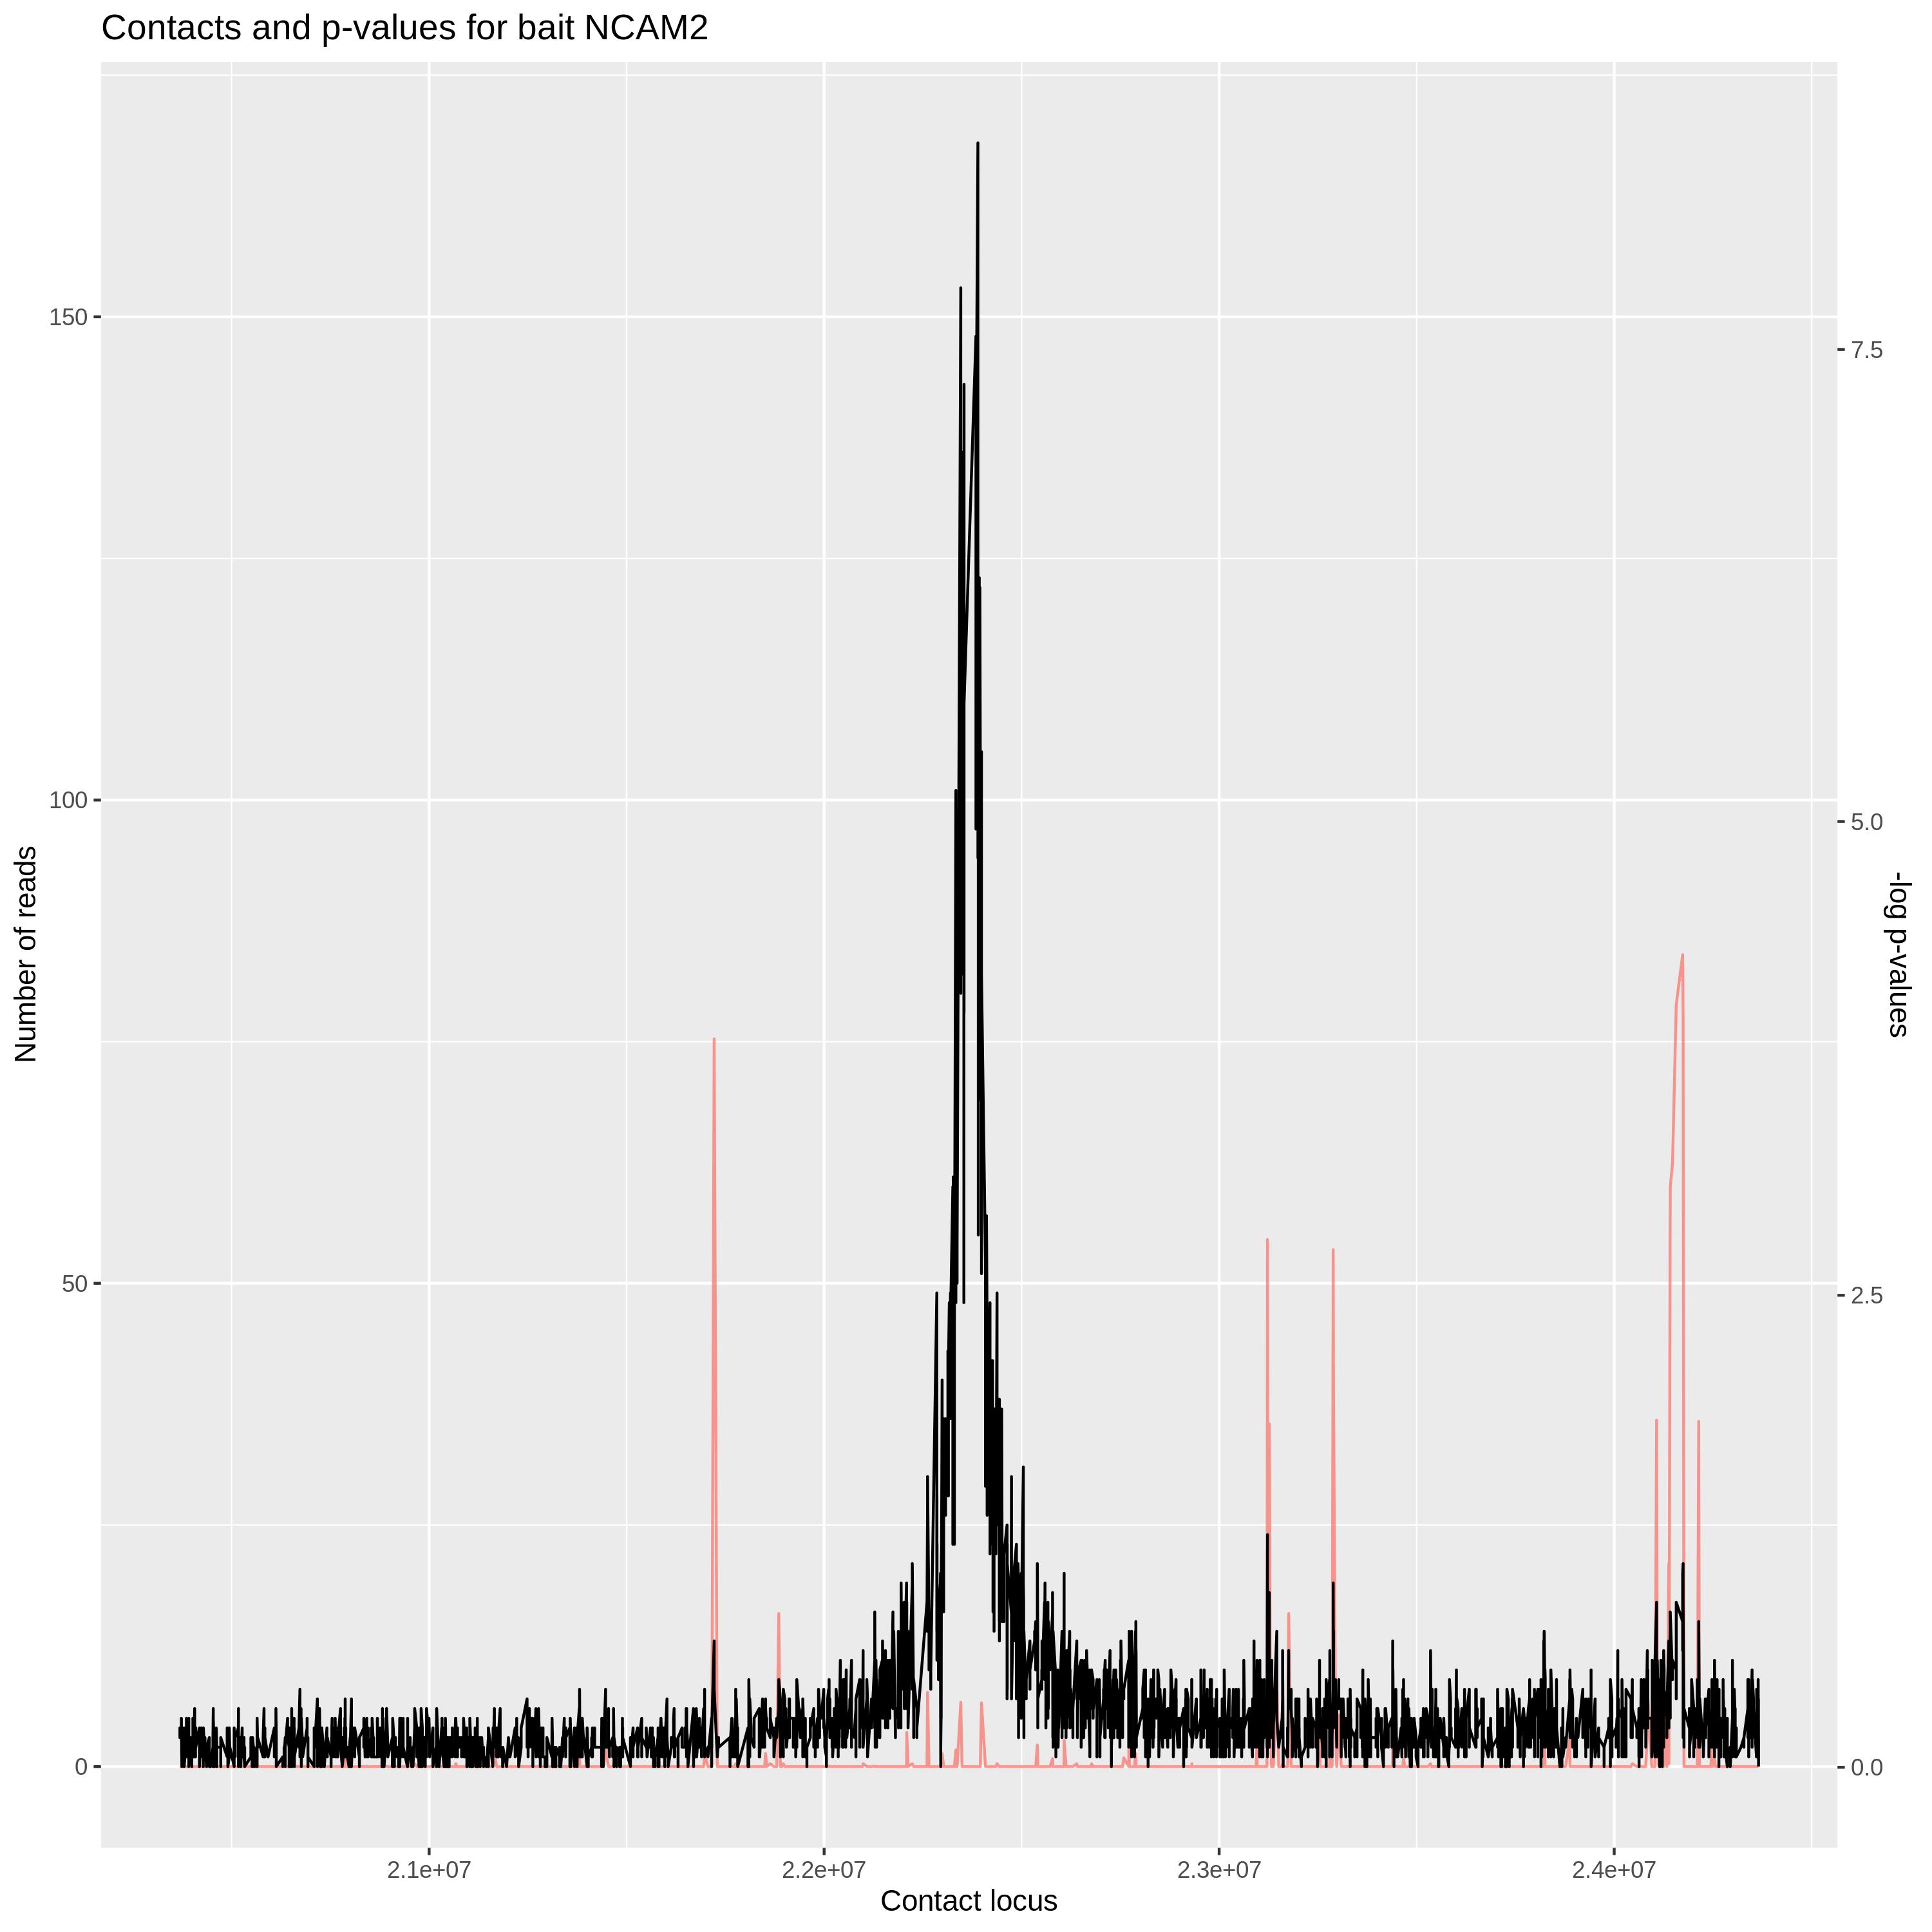 Contacts and p-values for bait NCAM2
Number of reads
150
100
50
0
7.5
5.0
2.5
0.0
-log p-values
2.1e+07 2.2e+07 2.3e+07 2.4e+07
Contact locus